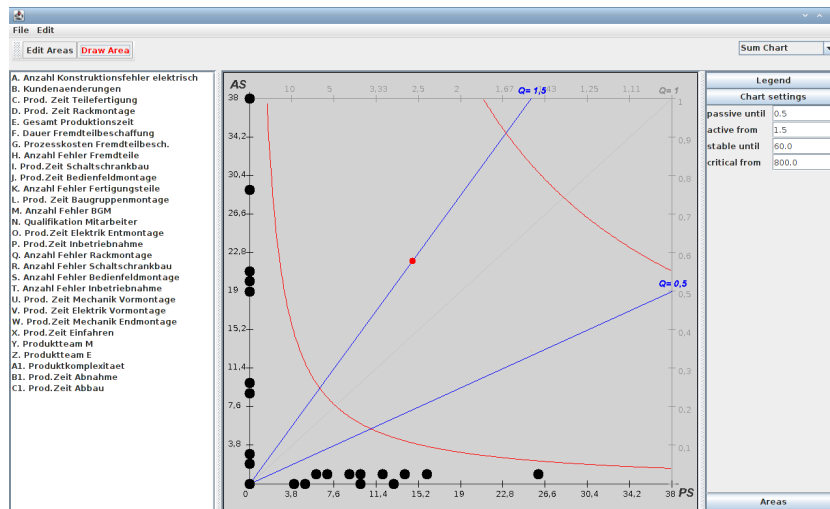 File Edit
Edit Areas Draw Area
Sum Chart
A. Anzahl Konstruktionsfehler elektrisch
B. Kundenaenderungen
C. Prod. Zeit Teilefertigung
D. Prod. Zeit Rackmontage
E. Gesamt Produktionszeit
F. Dauer Fremdteilbeschaffung
G. Prozesskosten Fremdteilbesch.
H. Anzahl Fehler Fremdteile
I. Prod.Zeit Schaltschrankbau
J. Prod.Zeit Bedienfeldmontage
K. Anzahl Fehler Fertigungsteile
L. Prod. Zeit Baugruppenmontage
M. Anzahl Fehler BGM
N. Qualifikation Mitarbeiter
O. Prod.Zeit Elektrik Entmontage
P. Prod.Zeit Inbetriebnahme
Q. Anzahl Fehler Rackmontage
R. Anzahl Fehler Schaltschrankbau
S. Anzahl Fehler Bedienfeldmontage
T. Anzahl Fehler Inbetriebnahme
U. Prod. Zeit Mechanik Vormontage
V. Prod. Zeit Elektrik Vormontage
W. Prod.Zeit Mechanik Endmontage
X. Prod.Zeit Einfahren
Y. Produktteam M
Z. Produktteam E
A1. Produktkomplexitaet
B1. Prod.Zeit Abnahme
C1. Prod.Zeit Abbau
AS
10 5 3,33 2,5 2 1,67 43 1,25 1,11
Q= 1,5
Q= 1
38
34,2
30,4
26,6
22,8
19
15,2
11,4
7,6
3,8
1
0,9
0,8
0,7
0,6
Q= 0,5
0,5
0,4
0,3
0,2
0,1
0 3,8 7,6 11,4 15,2 19 22,8 26,6 30,4 34,2 38 PS
Legend
Chart settings
passive until 0.5
active from 1.5
stable until 60.0
critical from 800.0
Areas